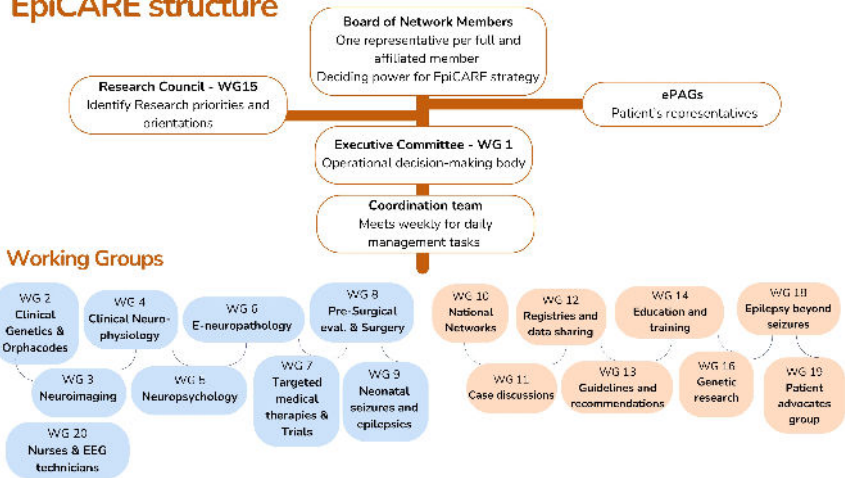 EpiCARE structure
Board of Network Members
One representative per full and
affiliated member
Deciding power for EpiCARE strategy
Research Council - WG15
Identify Research priorities and
orientations
ePAGs
Patient's representatives
Executive Committee - WG 1
Operational decision-making body
Coordination team
Meets weekly for daily
management tasks
Working Groups
WG 2
Clinical
Genetics &
Orphacodes
WG 4
Clinical Neuro-
physiology
WG 6
E-neuropathology
WG 8
Pre-Surgical
eval. & Surgery
WG 3
Neuroimaging
WG 5
Neuropsychology
WG 7
Targeted
medical
therapies &
Trials
WG 9
Neonatal
seizures and
epilepsies
WG 20
Nurses & EEG
technicians
WG 10
National
Networks
WG 12
Registries and
data sharing
WG 14
Education and
training
WG 18
Epilepsy beyond
seizures
WG 11
Case discussions
WG 13
Guidelines and
recommendations
WG 16
Genetic
research
WG 19
Patient
advocates
group